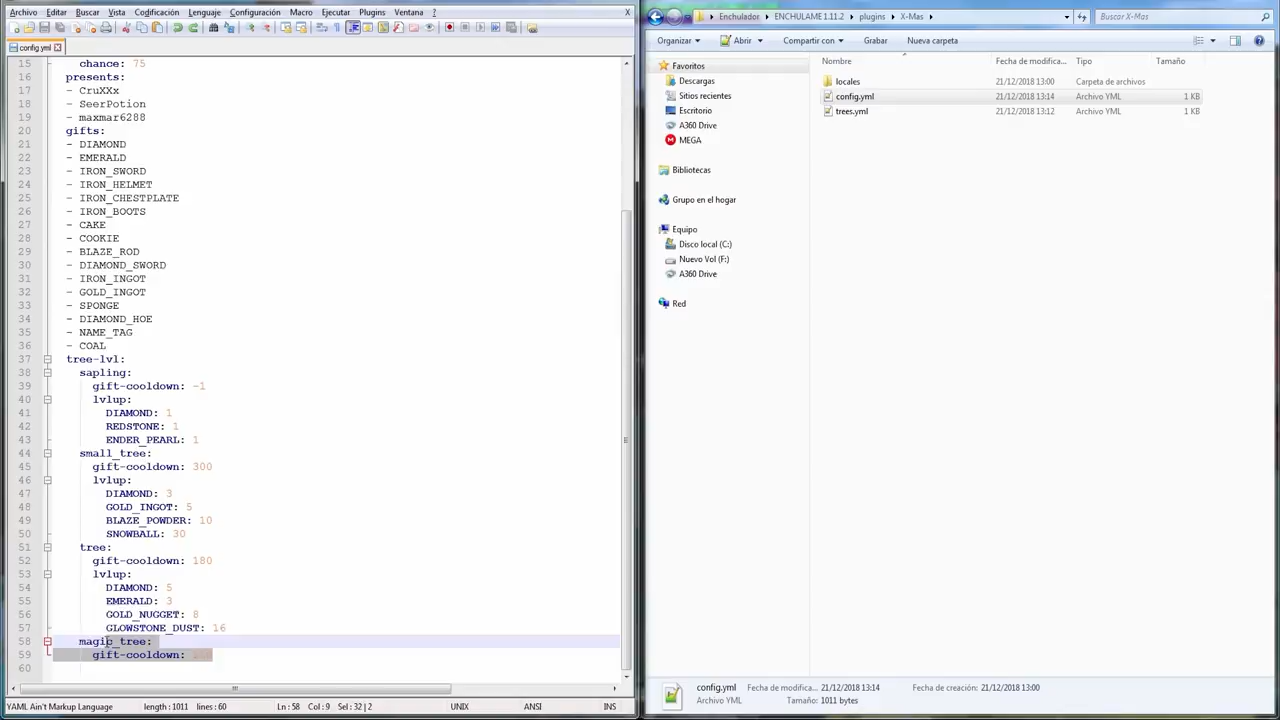 Archivo Editar Buscar Vista Codificación Lenguaje Configuración Macro Ejecutar Plugins Ventana ? X
config.yml
15 chance: 75
16 presents:
17 - CruXXx
18 - SeerPotion
19 - maxmar6288
20 gifts:
21 - DIAMOND
22 - EMERALD
23 - IRON_SWORD
24 - IRON_HELMET
25 - IRON_CHESTPLATE
26 - IRON_BOOTS
27 - CAKE
28 - COOKIE
29 - BLAZE_ROD
30 - DIAMOND_SWORD
31 - IRON_INGOT
32 - GOLD_INGOT
33 - SPONGE
34 - DIAMOND_HOE
35 - NAME_TAG
36 - COAL
37 tree-lvl:
38 sapling:
39 gift-cooldown: -1
40 lvlup:
41 DIAMOND: 1
42 REDSTONE: 1
43 ENDER_PEARL: 1
44 small_tree:
45 gift-cooldown: 300
46 lvlup:
47 DIAMOND: 3
48 GOLD_INGOT: 5
49 BLAZE_POWDER: 10
50 SNOWBALL: 30
51 tree:
52 gift-cooldown: 180
53 lvlup:
54 DIAMOND: 5
55 EMERALD: 3
56 GOLD_NUGGET: 8
57 GLOWSTONE_DUST: 16
58 magic_tree:
59 gift-cooldown:
60
YAML Ain't Markup Language length: 1011 lines: 60 Ln: 58 Col: 9 Sel: 32 | 2 UNIX ANSI INS
Enchulador ENCHULAME 1.11.2 plugins X-Mas Buscar X-Mas
Organizar Abrir Compartir con Grabar Nueva carpeta
Nombre Fecha de modifica... Tipo Tamaño
Favoritos
Descargas
Sitios recientes
Escritorio
A360 Drive
MEGA
Bibliotecas
Grupo en el hogar
Equipo
Disco local (C:)
Nuevo Vol (F:)
A360 Drive
Red
locales 21/12/2018 13:00 Carpeta de archivos
config.yml 21/12/2018 13:14 Archivo YML 1 KB
trees.yml 21/12/2018 13:12 Archivo YML 1 KB
config.yml Fecha de modifica... 21/12/2018 13:14 Fecha de creación: 21/12/2018 13:00
Archivo YML Tamaño: 1011 bytes